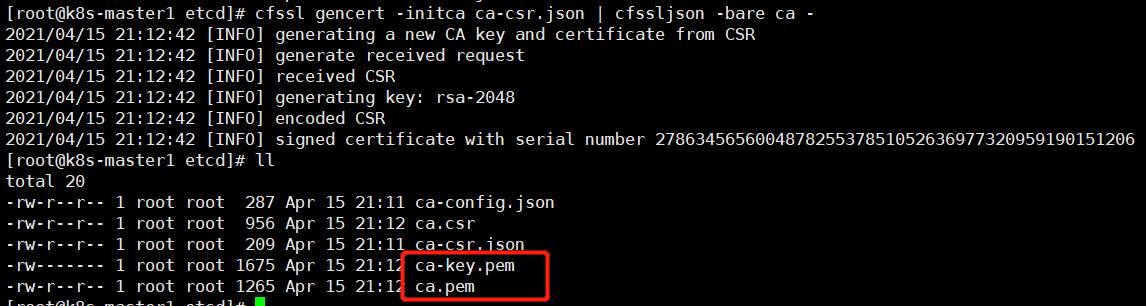 [root@k8s-master1 etcd]# cfssl gencert -initca ca-csr.json | cfssljson -bare ca -
2021/04/15 21:12:42 [INFO] generating a new CA key and certificate from CSR
2021/04/15 21:12:42 [INFO] generate received request
2021/04/15 21:12:42 [INFO] received CSR
2021/04/15 21:12:42 [INFO] generating key: rsa-2048
2021/04/15 21:12:42 [INFO] encoded CSR
2021/04/15 21:12:42 [INFO] signed certificate with serial number 278634565600487825537851052636977320959190151206
[root@k8s-master1 etcd]# ll
total 20
-rw-r--r-- 1 root root  287 Apr 15 21:11 ca-config.json
-rw-r--r-- 1 root root  956 Apr 15 21:12 ca.csr
-rw-r--r-- 1 root root  209 Apr 15 21:11 ca-csr.json
-rw------- 1 root root 1675 Apr 15 21:12 ca-key.pem
-rw-r--r-- 1 root root 1265 Apr 15 21:12 ca.pem
[root@k8s-master1 etcd]#